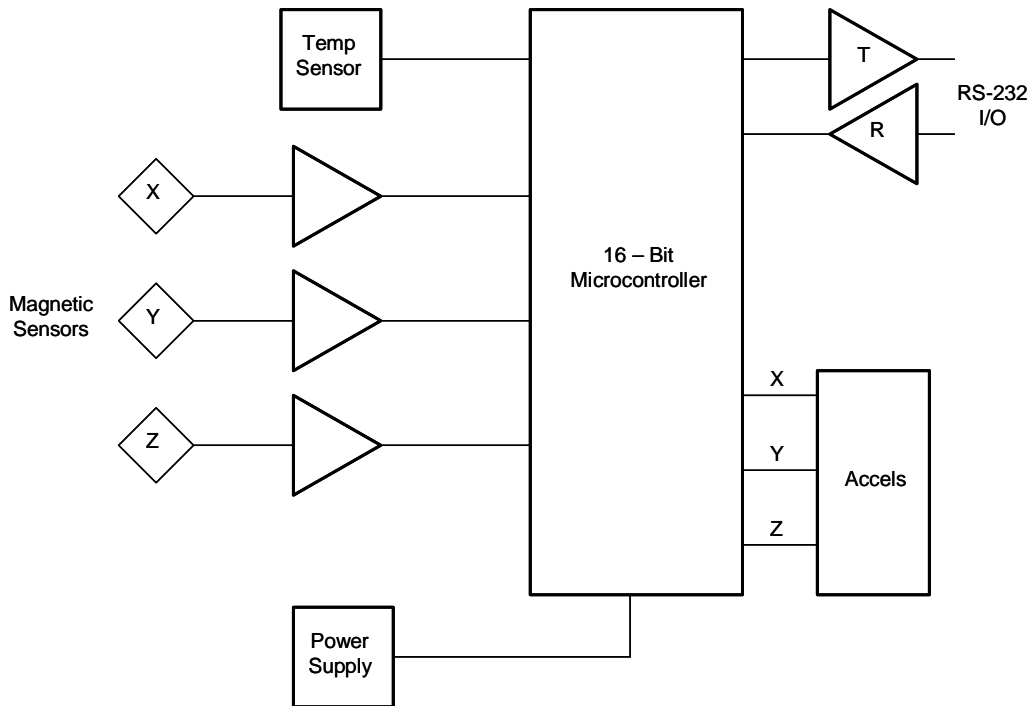 Temp
Sensor
T
RS-232
I/O
R
X
16 – Bit
Microcontroller
Magnetic
Sensors
Y
Z
X
Y
Accels
Z
Power
Supply